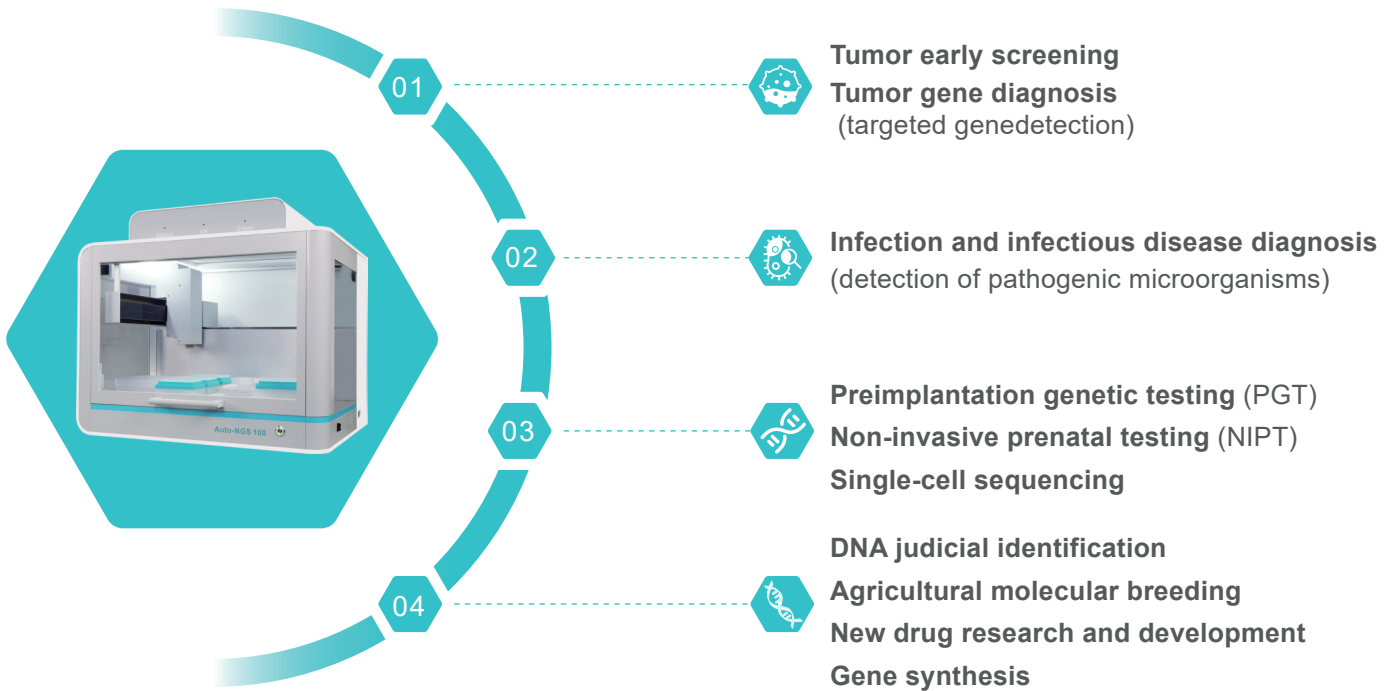 01
Tumor early screening
Tumor gene diagnosis
(targeted genedetection)
02
Infection and infectious disease diagnosis
(detection of pathogenic microorganisms)
Auto-NGS 100
03
Preimplantation genetic testing (PGT)
Non-invasive prenatal testing (NIPT)
Single-cell sequencing
04
DNA judicial identification
Agricultural molecular breeding
New drug research and development
Gene synthesis